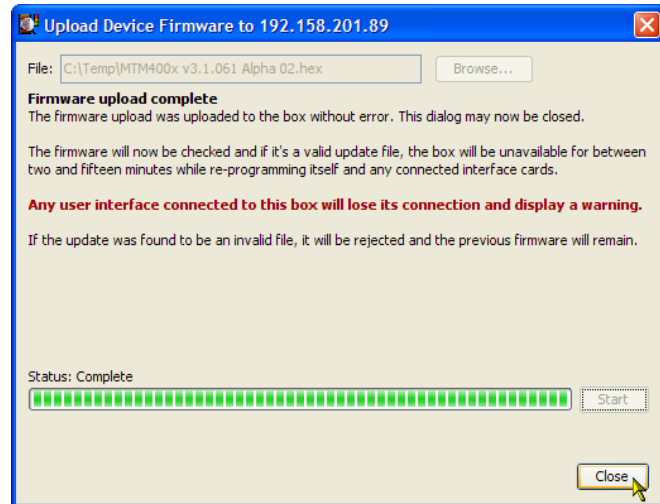 Upload Device Firmware to 192.158.201.89
File: C:\Temp\MTM400x v3.1.061 Alpha 02.hex Browse...
Firmware upload complete
The firmware upload was uploaded to the box without error. This dialog may now be closed.
The firmware will now be checked and if it's a valid update file, the box will be unavailable for between
two and fifteen minutes while re-programming itself and any connected interface cards.
Any user interface connected to this box will lose its connection and display a warning.
If the update was found to be an invalid file, it will be rejected and the previous firmware will remain.
Status: Complete
Start
Close